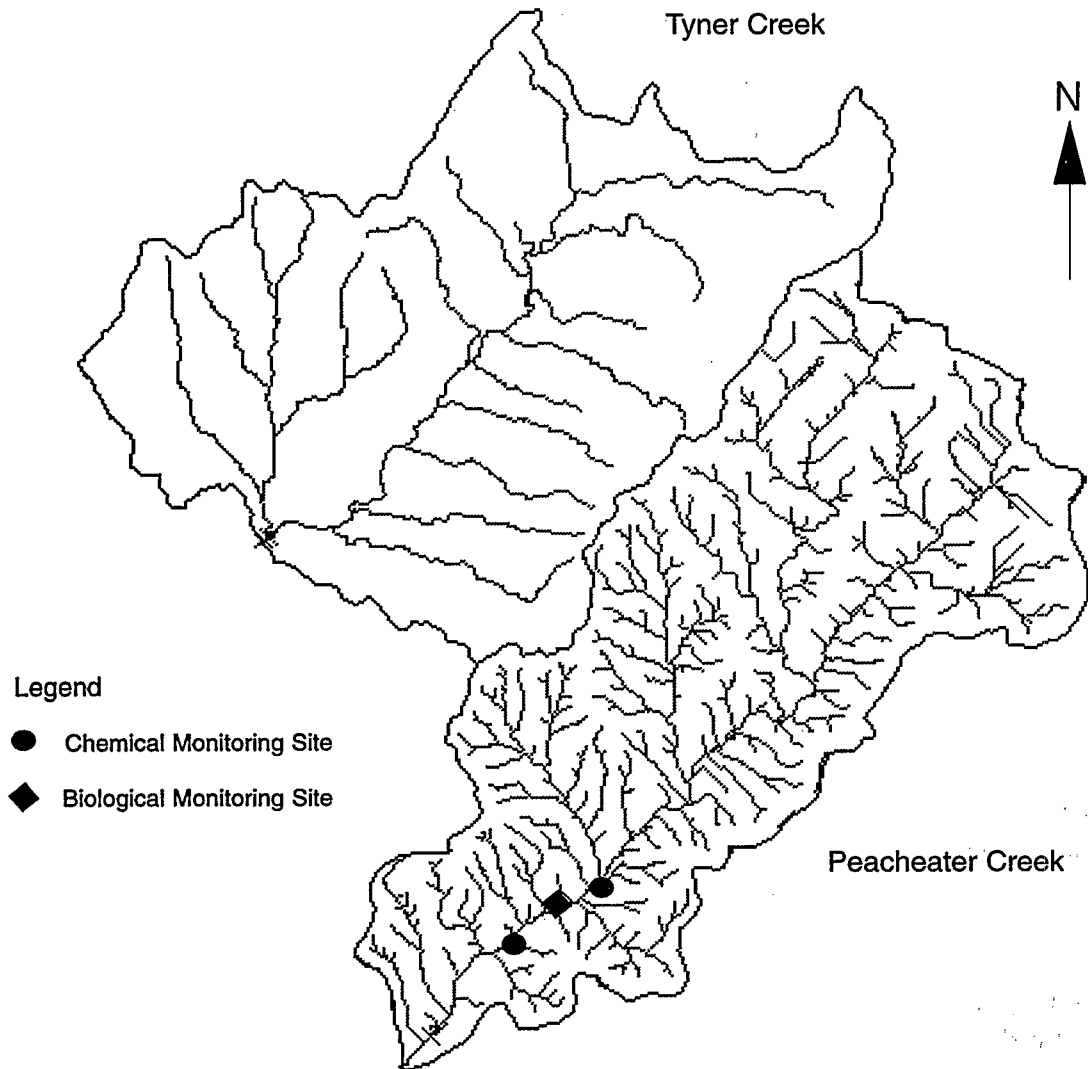 Tyner Creek
N
Legend
Chemical Monitoring Site
Biological Monitoring Site
Peacheater Creek